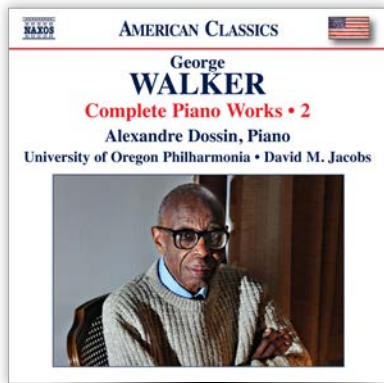 NAXOS
AMERICAN CLASSICS
George
WALKER
Complete Piano Works • 2
Alexandre Dossin, Piano
University of Oregon Philharmonia • David M. Jacobs